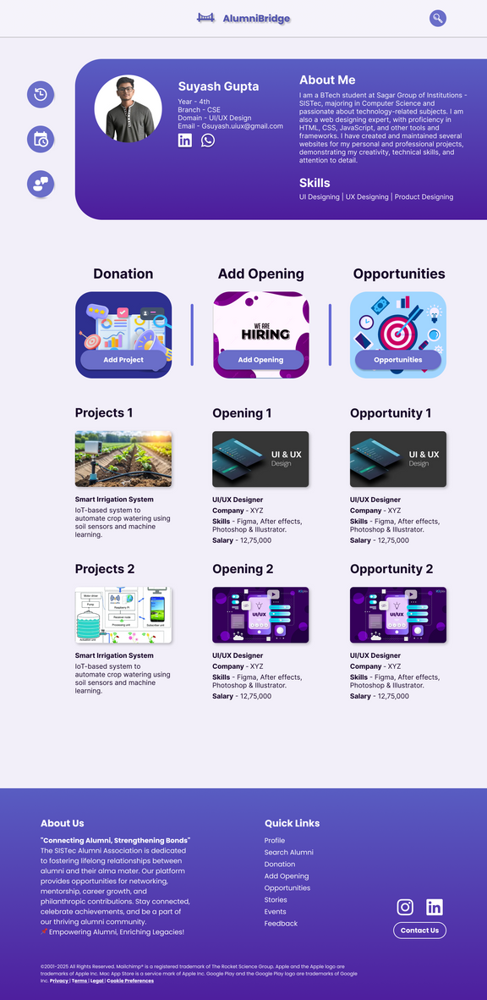 AlumniBridge
Suyash Gupta
Year - 4th
Branch - CSE
Domain - UI/UX Design
Email - Gsuyash.uiux@gmail.com
About Me
I am a BTech student at Sagar Group of Institutions -
SISTec, majoring in Computer Science and
passionate about technology-related subjects. I am
also a web designing expert, with proficiency in
HTML, CSS, JavaScript, and other tools and
frameworks. I have created and maintained several
websites for my personal and professional projects,
demonstrating my creativity, technical skills, and
attention to detail.
Skills
UI Designing | UX Designing | Product Designing
Donation
Add Project
Add Opening
WE ARE
HIRING
Add Opening
Opportunities
Opportunities
Projects 1
Smart Irrigation System
IoT-based system to
automate crop watering using
soil sensors and machine
learning.
Opening 1
UI & UX
Design
UI/UX Designer
Company - XYZ
Skills - Figma, After effects,
Photoshop & Illustrator.
Salary - 12,75,000
Opportunity 1
UI & UX
Design
UI/UX Designer
Company - XYZ
Skills - Figma, After effects,
Photoshop & Illustrator.
Salary - 12,75,000
Projects 2
Motor driver
Pump
Raspberry Pi
Processing unit
Subscriber unit
Smart Irrigation System
IoT-based system to
automate crop watering using
soil sensors and machine
learning.
Opening 2
UI/UX
UI/UX Designer
Company - XYZ
Skills - Figma, After effects,
Photoshop & Illustrator.
Salary - 12,75,000
Opportunity 2
UI/UX
UI/UX Designer
Company - XYZ
Skills - Figma, After effects,
Photoshop & Illustrator.
Salary - 12,75,000
About Us
"Connecting Alumni, Strengthening Bonds"
The SISTec Alumni Association is dedicated
to fostering lifelong relationships between
alumni and their alma mater. Our platform
provides opportunities for networking,
mentorship, career growth, and
philanthropic contributions. Stay connected,
celebrate achievements, and be a part of
our thriving alumni community.
🚀 Empowering Alumni, Enriching Legacies!
Quick Links
Profile
Search Alumni
Donation
Add Opening
Opportunities
Stories
Events
Feedback
Contact Us
©2001-2025 All Rights Reserved. Mailchimp® is a registered trademark of The Rocket Science Group. Apple and the Apple logo are
trademarks of Apple Inc. Mac App Store is a service mark of Apple Inc. Google Play and the Google Play logo are trademarks of Google
Inc. Privacy | Terms | Legal | Cookie Preferences